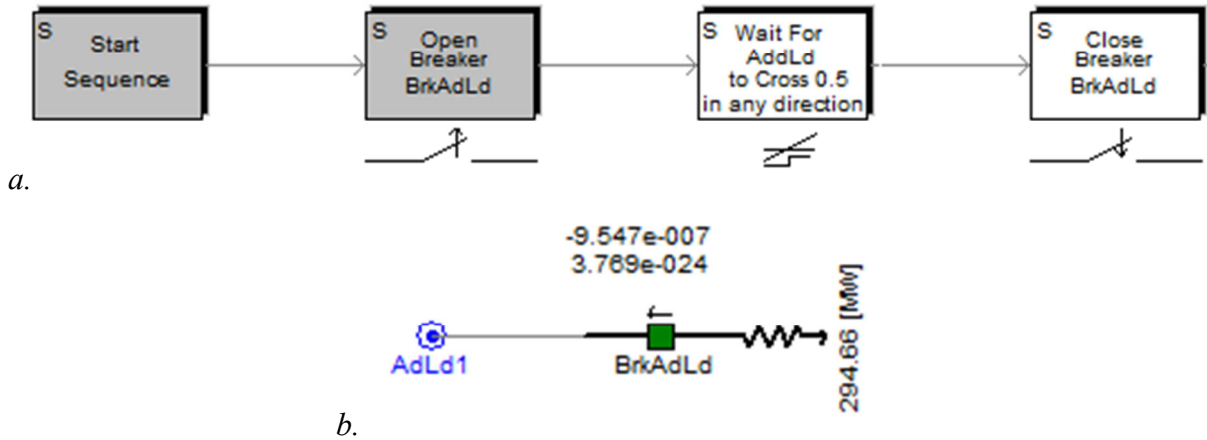 S
Start
Sequence
S
Open
Breaker
BrkAdLd
S
Wait For
AddLd
to Cross 0.5
in any direction
S
Close
Breaker
BrkAdLd
a.
-9.547e-007
3.769e-024
294.66 [MW]
AdLd1
BrkAdLd
b.